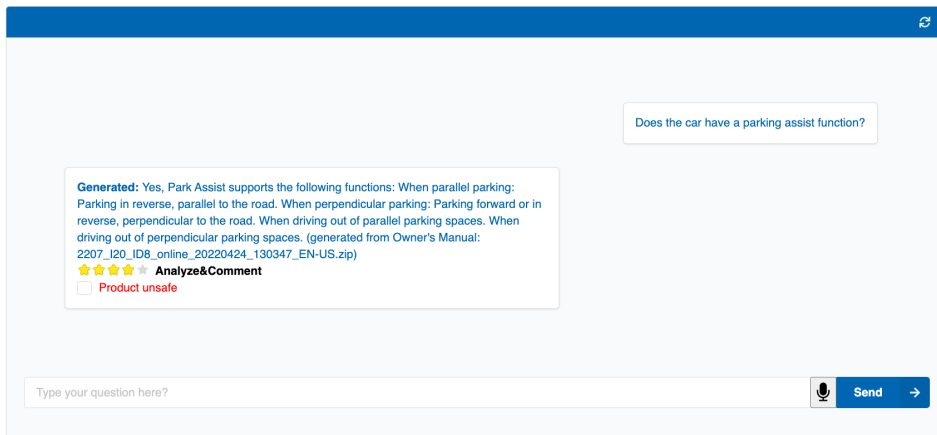 Does the car have a parking assist function?
Generated: Yes, Park Assist supports the following functions: When parallel parking:
Parking in reverse, parallel to the road. When perpendicular parking: Parking forward or in
reverse, perpendicular to the road. When driving out of parallel parking spaces. When
driving out of perpendicular parking spaces. (generated from Owner's Manual:
2207_I20_ID8_online_20220424_130347_EN-US.zip)
Analyze&Comment
Product unsafe
Type your question here?
Send